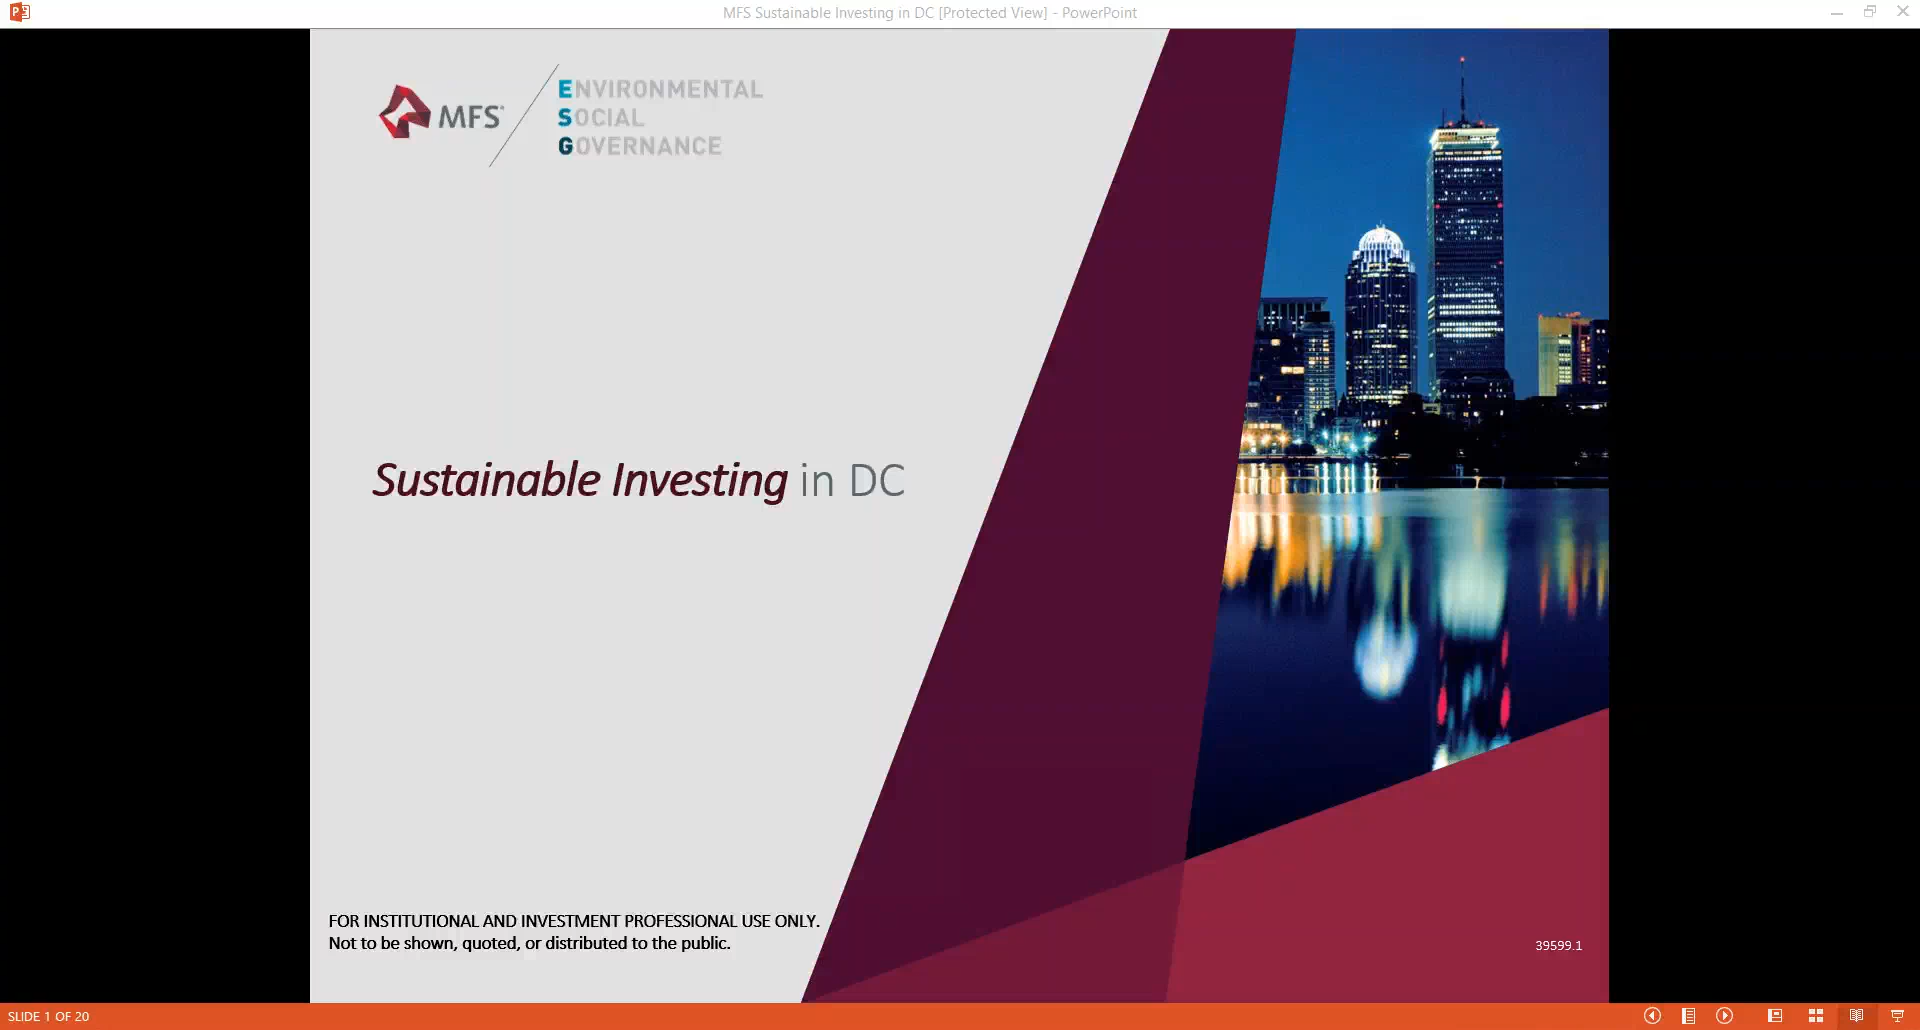 MFS Sustainable Investing in DC [Protected View] - PowerPoint
MFS®
ENVIRONMENTAL
SOCIAL
GOVERNANCE
Sustainable Investing in DC
FOR INSTITUTIONAL AND INVESTMENT PROFESSIONAL USE ONLY.
Not to be shown, quoted, or distributed to the public.
39599.1
SLIDE 1 OF 20